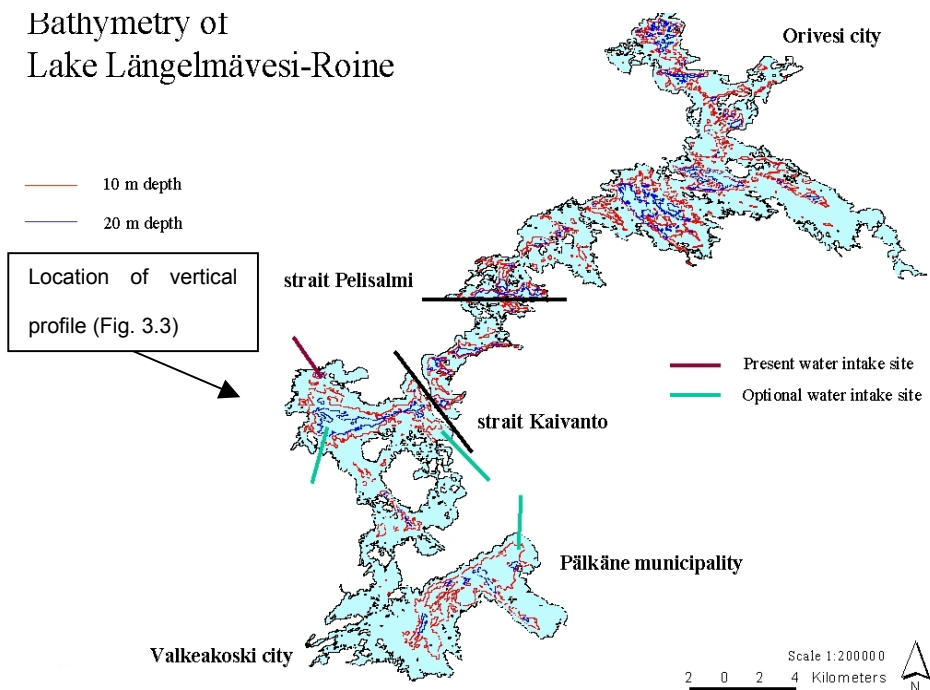 Bathymetry of
Lake Längelmävesi-Roine
Orivesi city
10 m depth
20 m depth
Location of vertical
profile (Fig. 3.3)
strait Pelisalmi
Present water intake site
Optional water intake site
strait Kaivanto
Pälkäne municipality
Valkeakoski city
Scale 1:200000
2 0 2 4 Kilometers
N